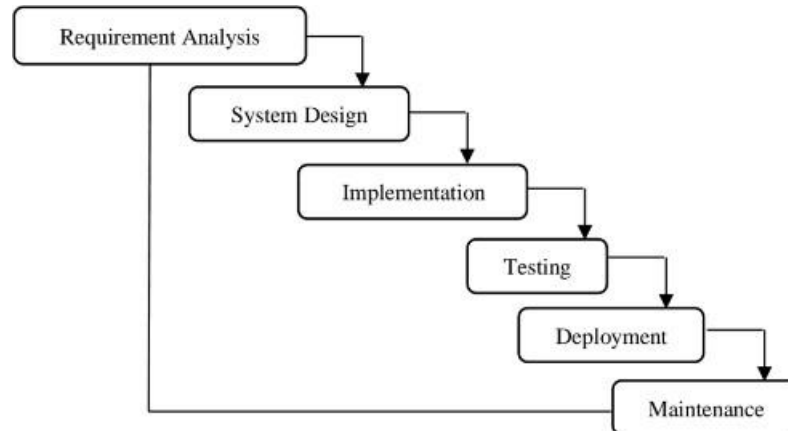 Requirement Analysis
System Design
Implementation
Testing
Deployment
Maintenance